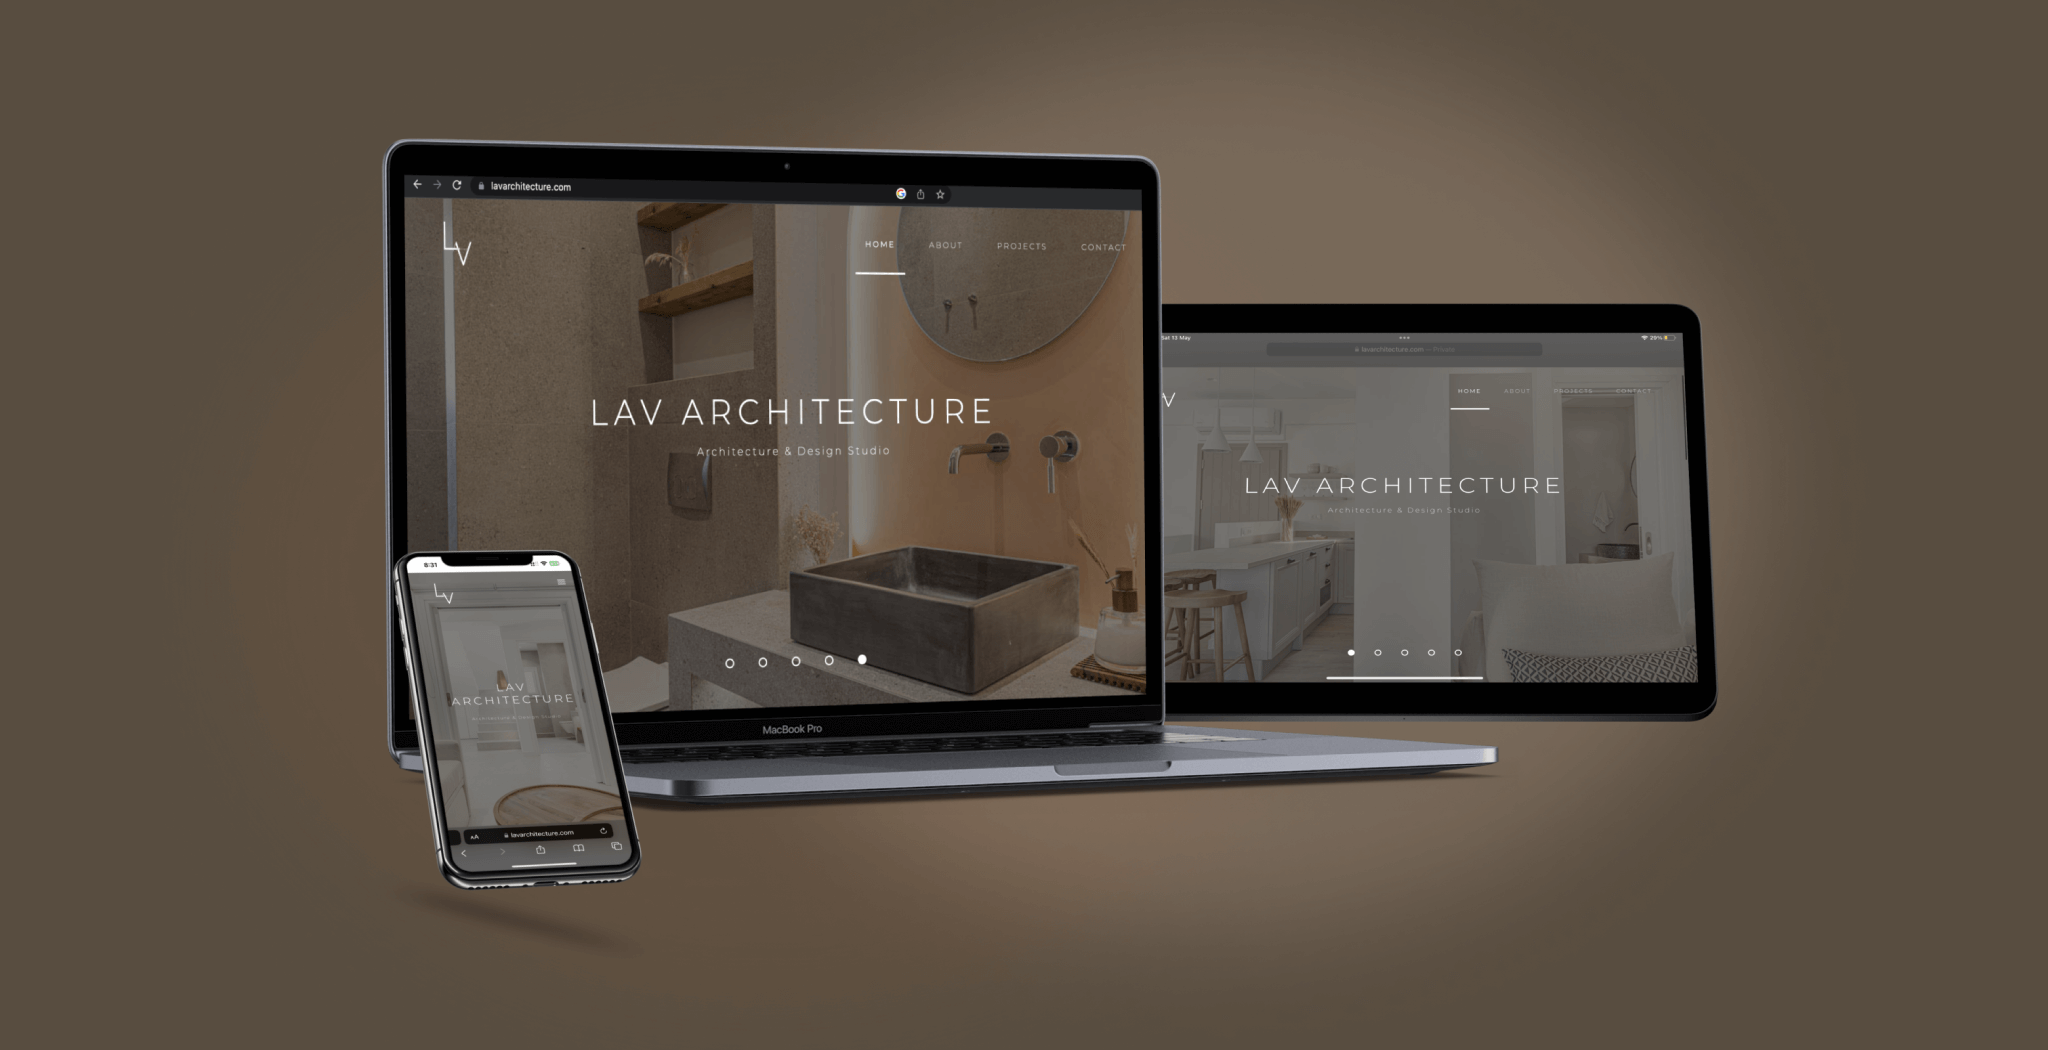 lavarchitecture.com
LV
HOME ABOUT PROJECTS CONTACT
LAV ARCHITECTURE
Architecture & Design Studio
MacBook Pro
Sat 13 May
29%
lavarchitecture.com — Private
V
HOME ABOUT PROJECTS CONTACT
LAV ARCHITECTURE
Architecture & Design Studio
8:31
LV
LAV
ARCHITECTURE
Architecture & Design Studio
AA lavarchitecture.com